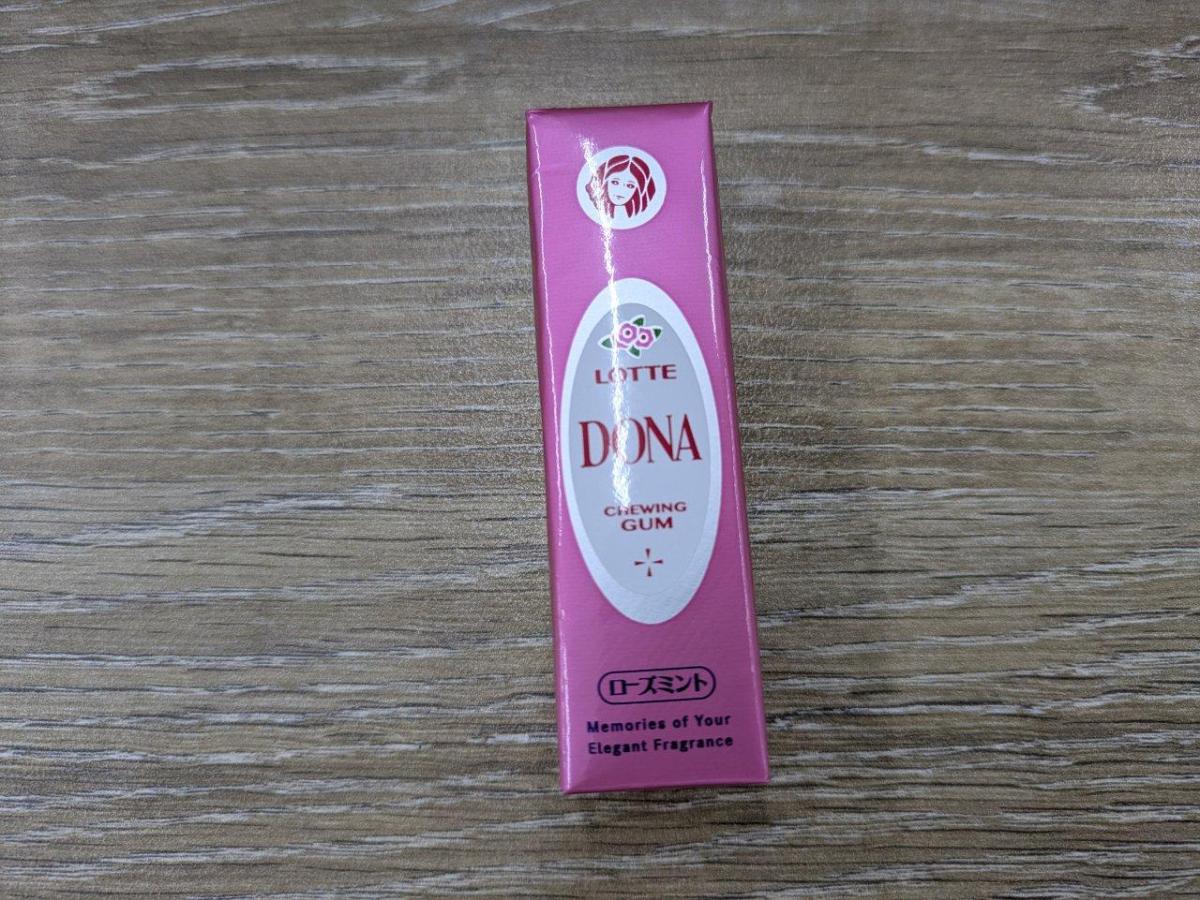 LOTTE
DONA
CHEWING
GUM
ローズミント
Memories of Your
Elegant Fragrance